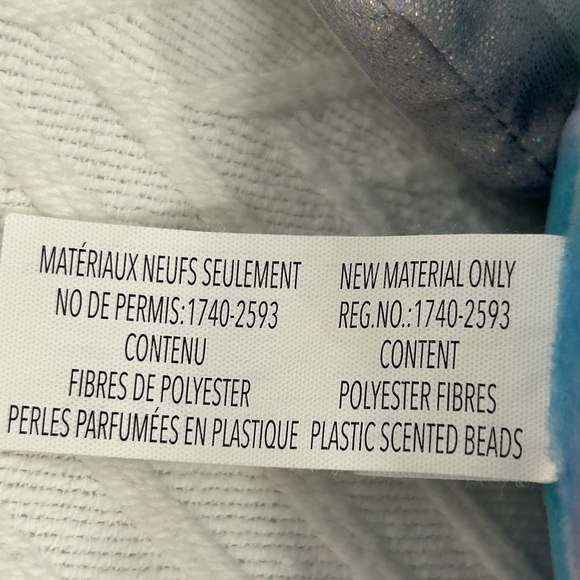 MATÉRIAUX NEUFS SEULEMENT
NO DE PERMIS:1740-2593
CONTENU
FIBRES DE POLYESTER
PERLES PARFUMÉES EN PLASTIQUE
NEW MATERIAL ONLY
REG.NO.:1740-2593
CONTENT
POLYESTER FIBRES
PLASTIC SCENTED BEADS